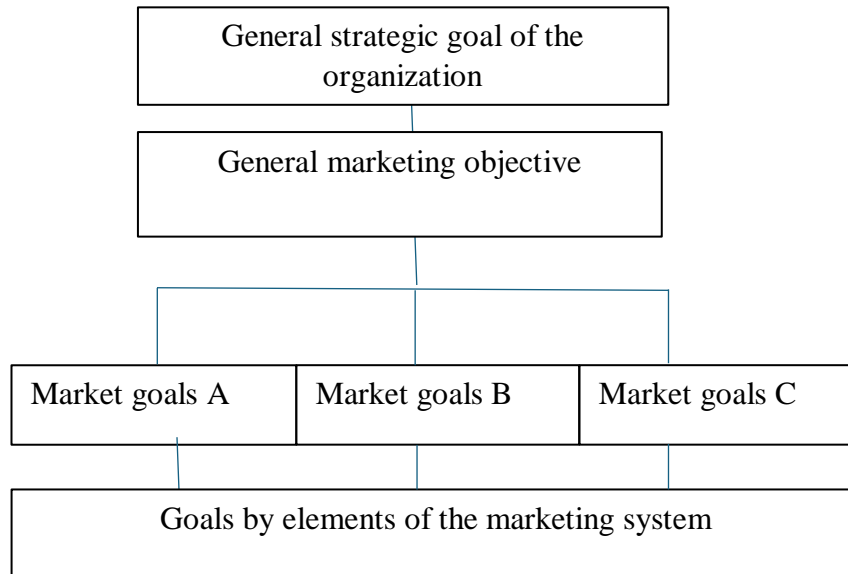 General strategic goal of the
organization
General marketing objective
Market goals A
Market goals B
Market goals C
Goals by elements of the marketing system